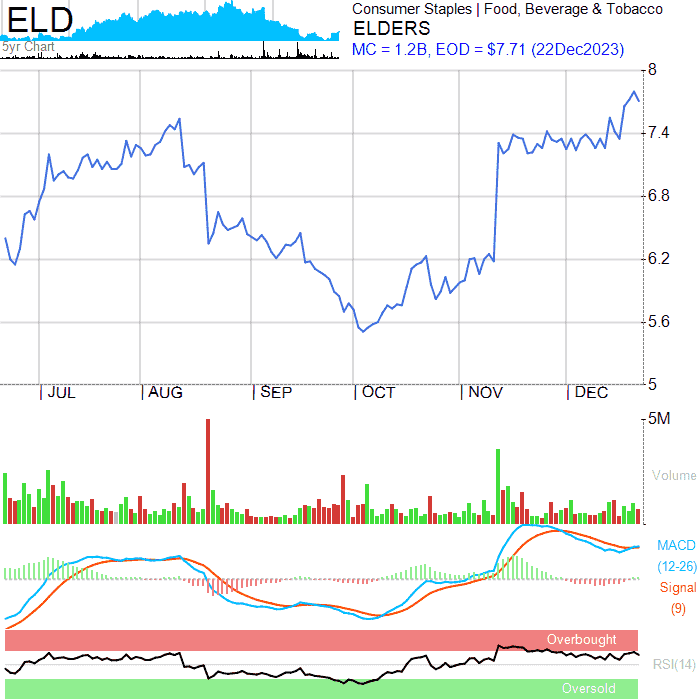 ELD
5yr Chart
Consumer Staples | Food, Beverage & Tobacco
ELDERS
MC = 1.2B, EOD = $7.71 (22Dec2023)
8
7.4
6.8
6.2
5.6
5
JUL AUG SEP OCT NOV DEC
5M
Volume
MACD
(12-26)
Signal
(9)
Overbought
RSI(14)
Oversold